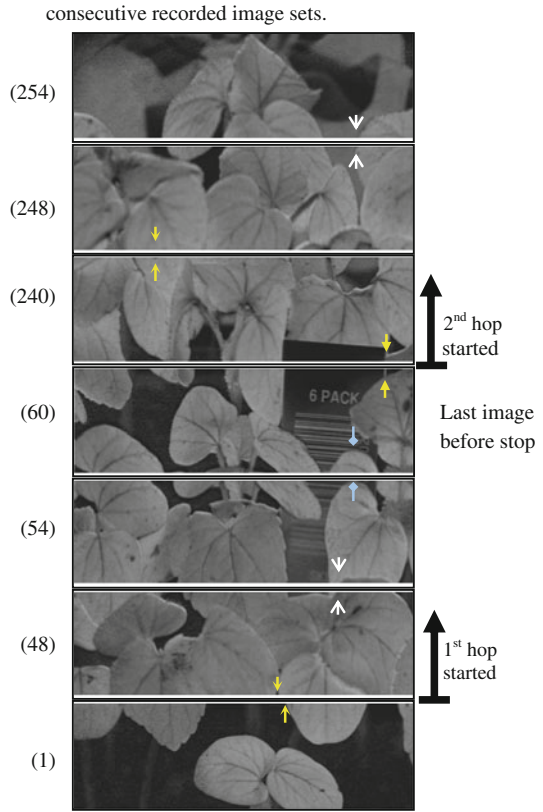 consecutive recorded image sets.
(254)
(248)
(240)
2nd hop
started
(60)
6 PACK
Last image
before stop
(54)
(48)
1st hop
started
(1)